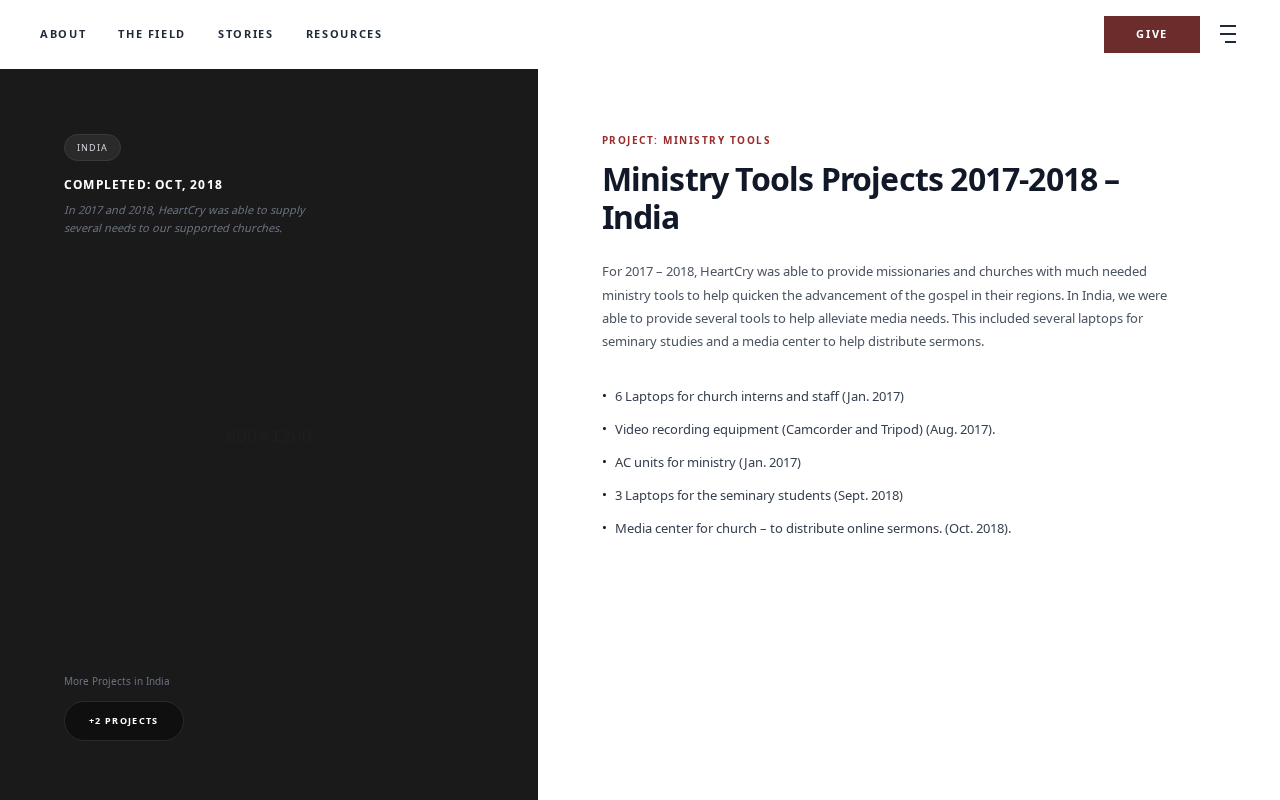 ABOUT THE FIELD STORIES RESOURCES GIVE
INDIA
COMPLETED: OCT, 2018
In 2017 and 2018, HeartCry was able to supply
several needs to our supported churches.
800×1200
More Projects in India
+2 PROJECTS
PROJECT: MINISTRY TOOLS
Ministry Tools Projects 2017-2018 –
India
For 2017 – 2018, HeartCry was able to provide missionaries and churches with much needed
ministry tools to help quicken the advancement of the gospel in their regions. In India, we were
able to provide several tools to help alleviate media needs. This included several laptops for
seminary studies and a media center to help distribute sermons.
• 6 Laptops for church interns and staff (Jan. 2017)
• Video recording equipment (Camcorder and Tripod) (Aug. 2017).
• AC units for ministry (Jan. 2017)
• 3 Laptops for the seminary students (Sept. 2018)
• Media center for church – to distribute online sermons. (Oct. 2018).